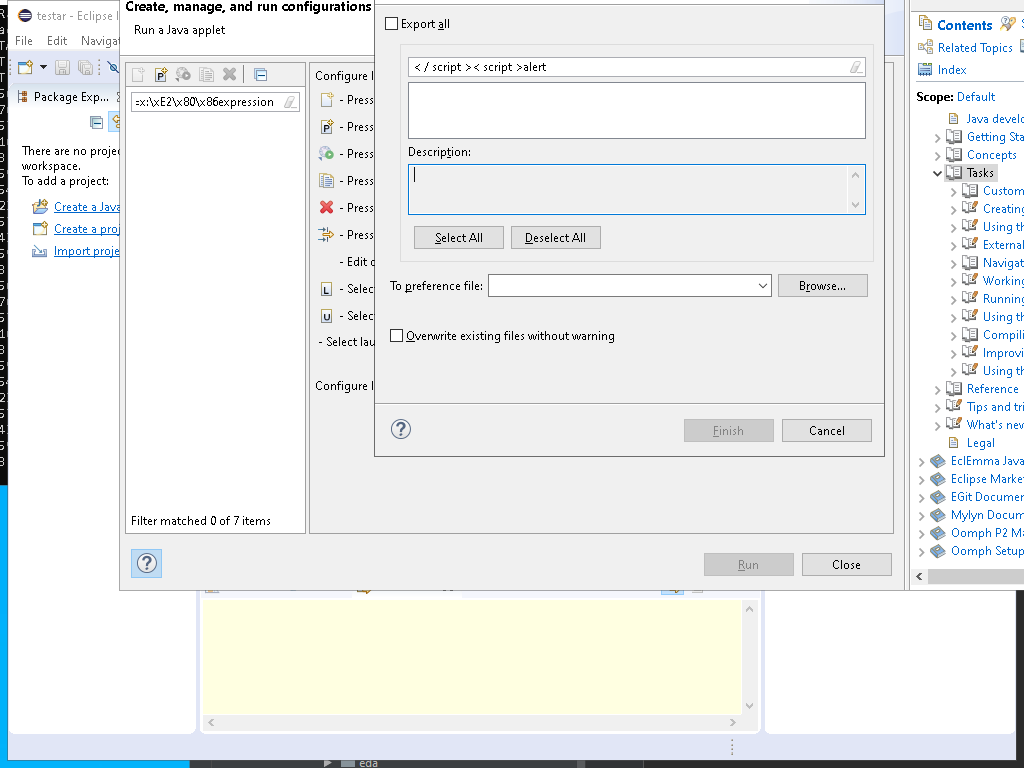 testar - Eclipse I
File Edit Navigat
Package Exp...
There are no proje
workspace.
To add a project:
Create a Java
Create a proj
Import proje
Create, manage, and run configurations
Run a Java applet
=x:\xE2\x80\x86expression
Filter matched 0 of 7 items
Configure l
- Press
- Press
- Press
- Press
- Press
- Press
- Edit c
L - Selec
U - Selec
- Select lau
Configure l
Run
Close
Export all
< / script >< script >alert
Description:
Select All
Deselect All
To preference file:
Browse...
Overwrite existing files without warning
Finish
Cancel
Contents
Related Topics
Index
Scope: Default
Java develo
Getting Sta
Concepts
Tasks
Custom
Creating
Using th
External
Navigat
Working
Running
Using th
Compili
Improvi
Using th
Reference
Tips and tri
What's new
Legal
EclEmma Java
Eclipse Marke
EGit Documen
Mylyn Docum
Oomph P2 Ma
Oomph Setup
eda